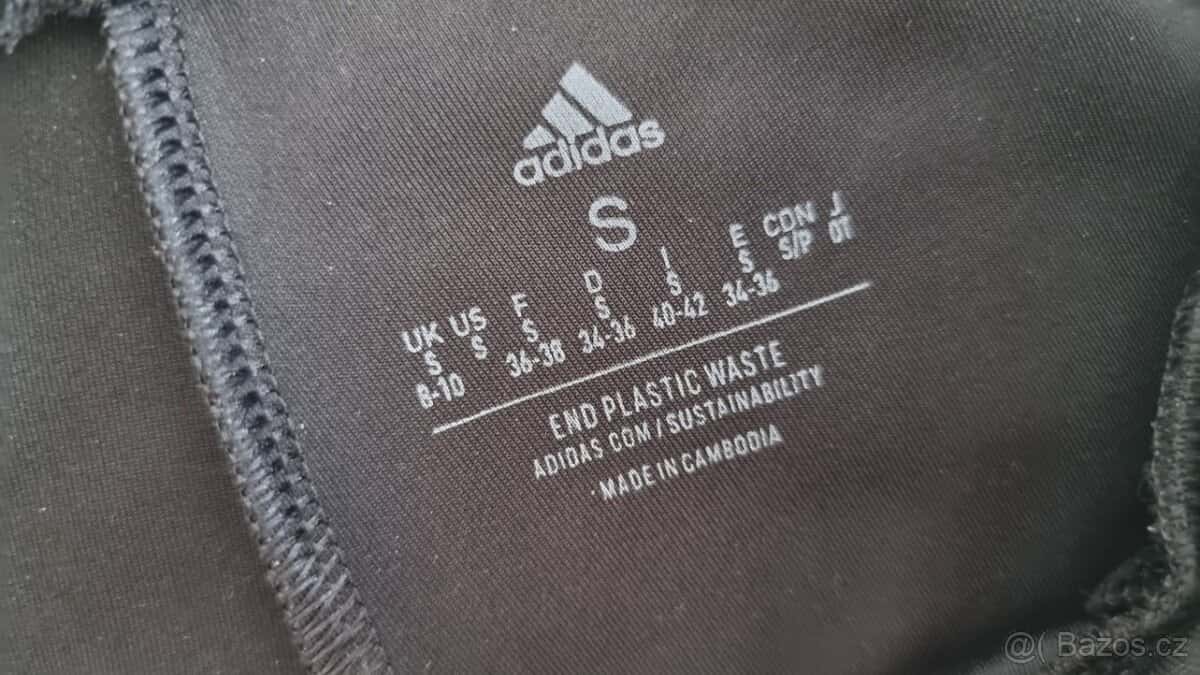 adidas
S
UK US F D I E CDN J
S S S S S S S/P OT
8-10 36-38 34-36 40-42 34-36
END PLASTIC WASTE
ADIDAS.COM/SUSTAINABILITY
MADE IN CAMBODIA
@( Bazos.cz